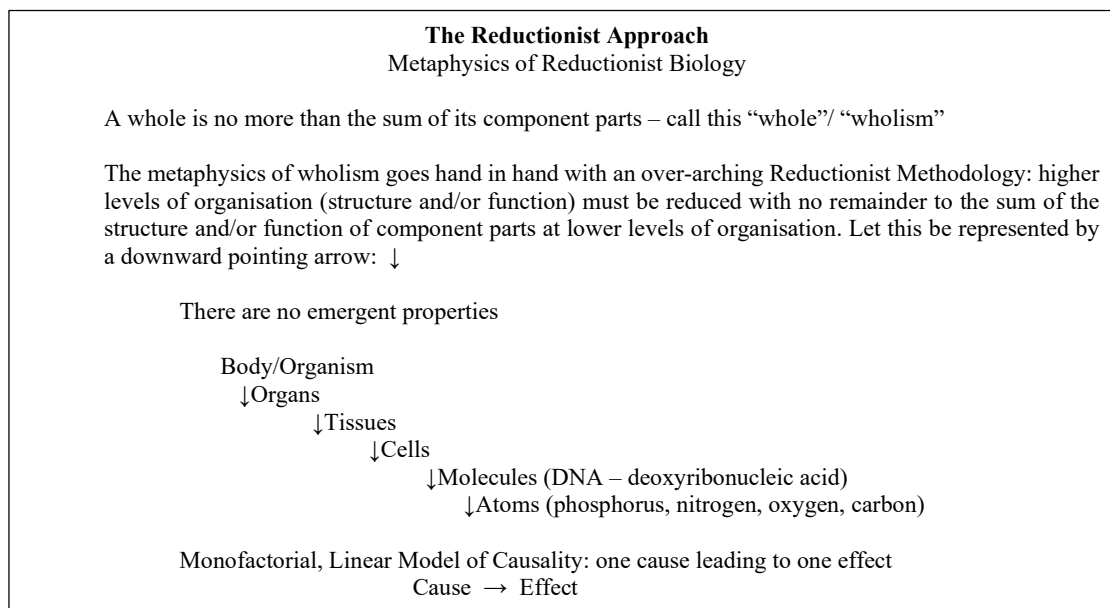 The Reductionist Approach
Metaphysics of Reductionist Biology
A whole is no more than the sum of its component parts – call this “whole”/ “wholism”
The metaphysics of wholism goes hand in hand with an over-arching Reductionist Methodology: higher
levels of organisation (structure and/or function) must be reduced with no remainder to the sum of the
structure and/or function of component parts at lower levels of organisation. Let this be represented by
a downward pointing arrow: ↓
There are no emergent properties
Body/Organism
↓Organs
↓Tissues
↓Cells
↓Molecules (DNA – deoxyribonucleic acid)
↓Atoms (phosphorus, nitrogen, oxygen, carbon)
Monofactorial, Linear Model of Causality: one cause leading to one effect
Cause → Effect